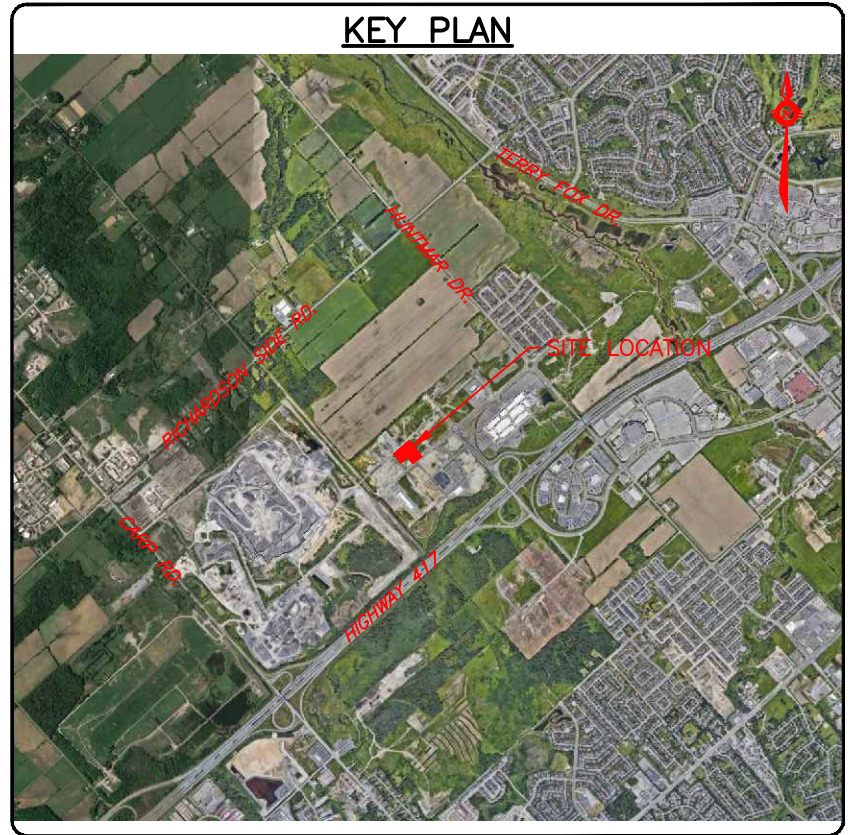 KEY PLAN
TERRY FOX DR.
HUNTMAR DR.
SITE LOCATION
RICHARDSON SIDE RD.
CARP RD.
HIGHWAY 417